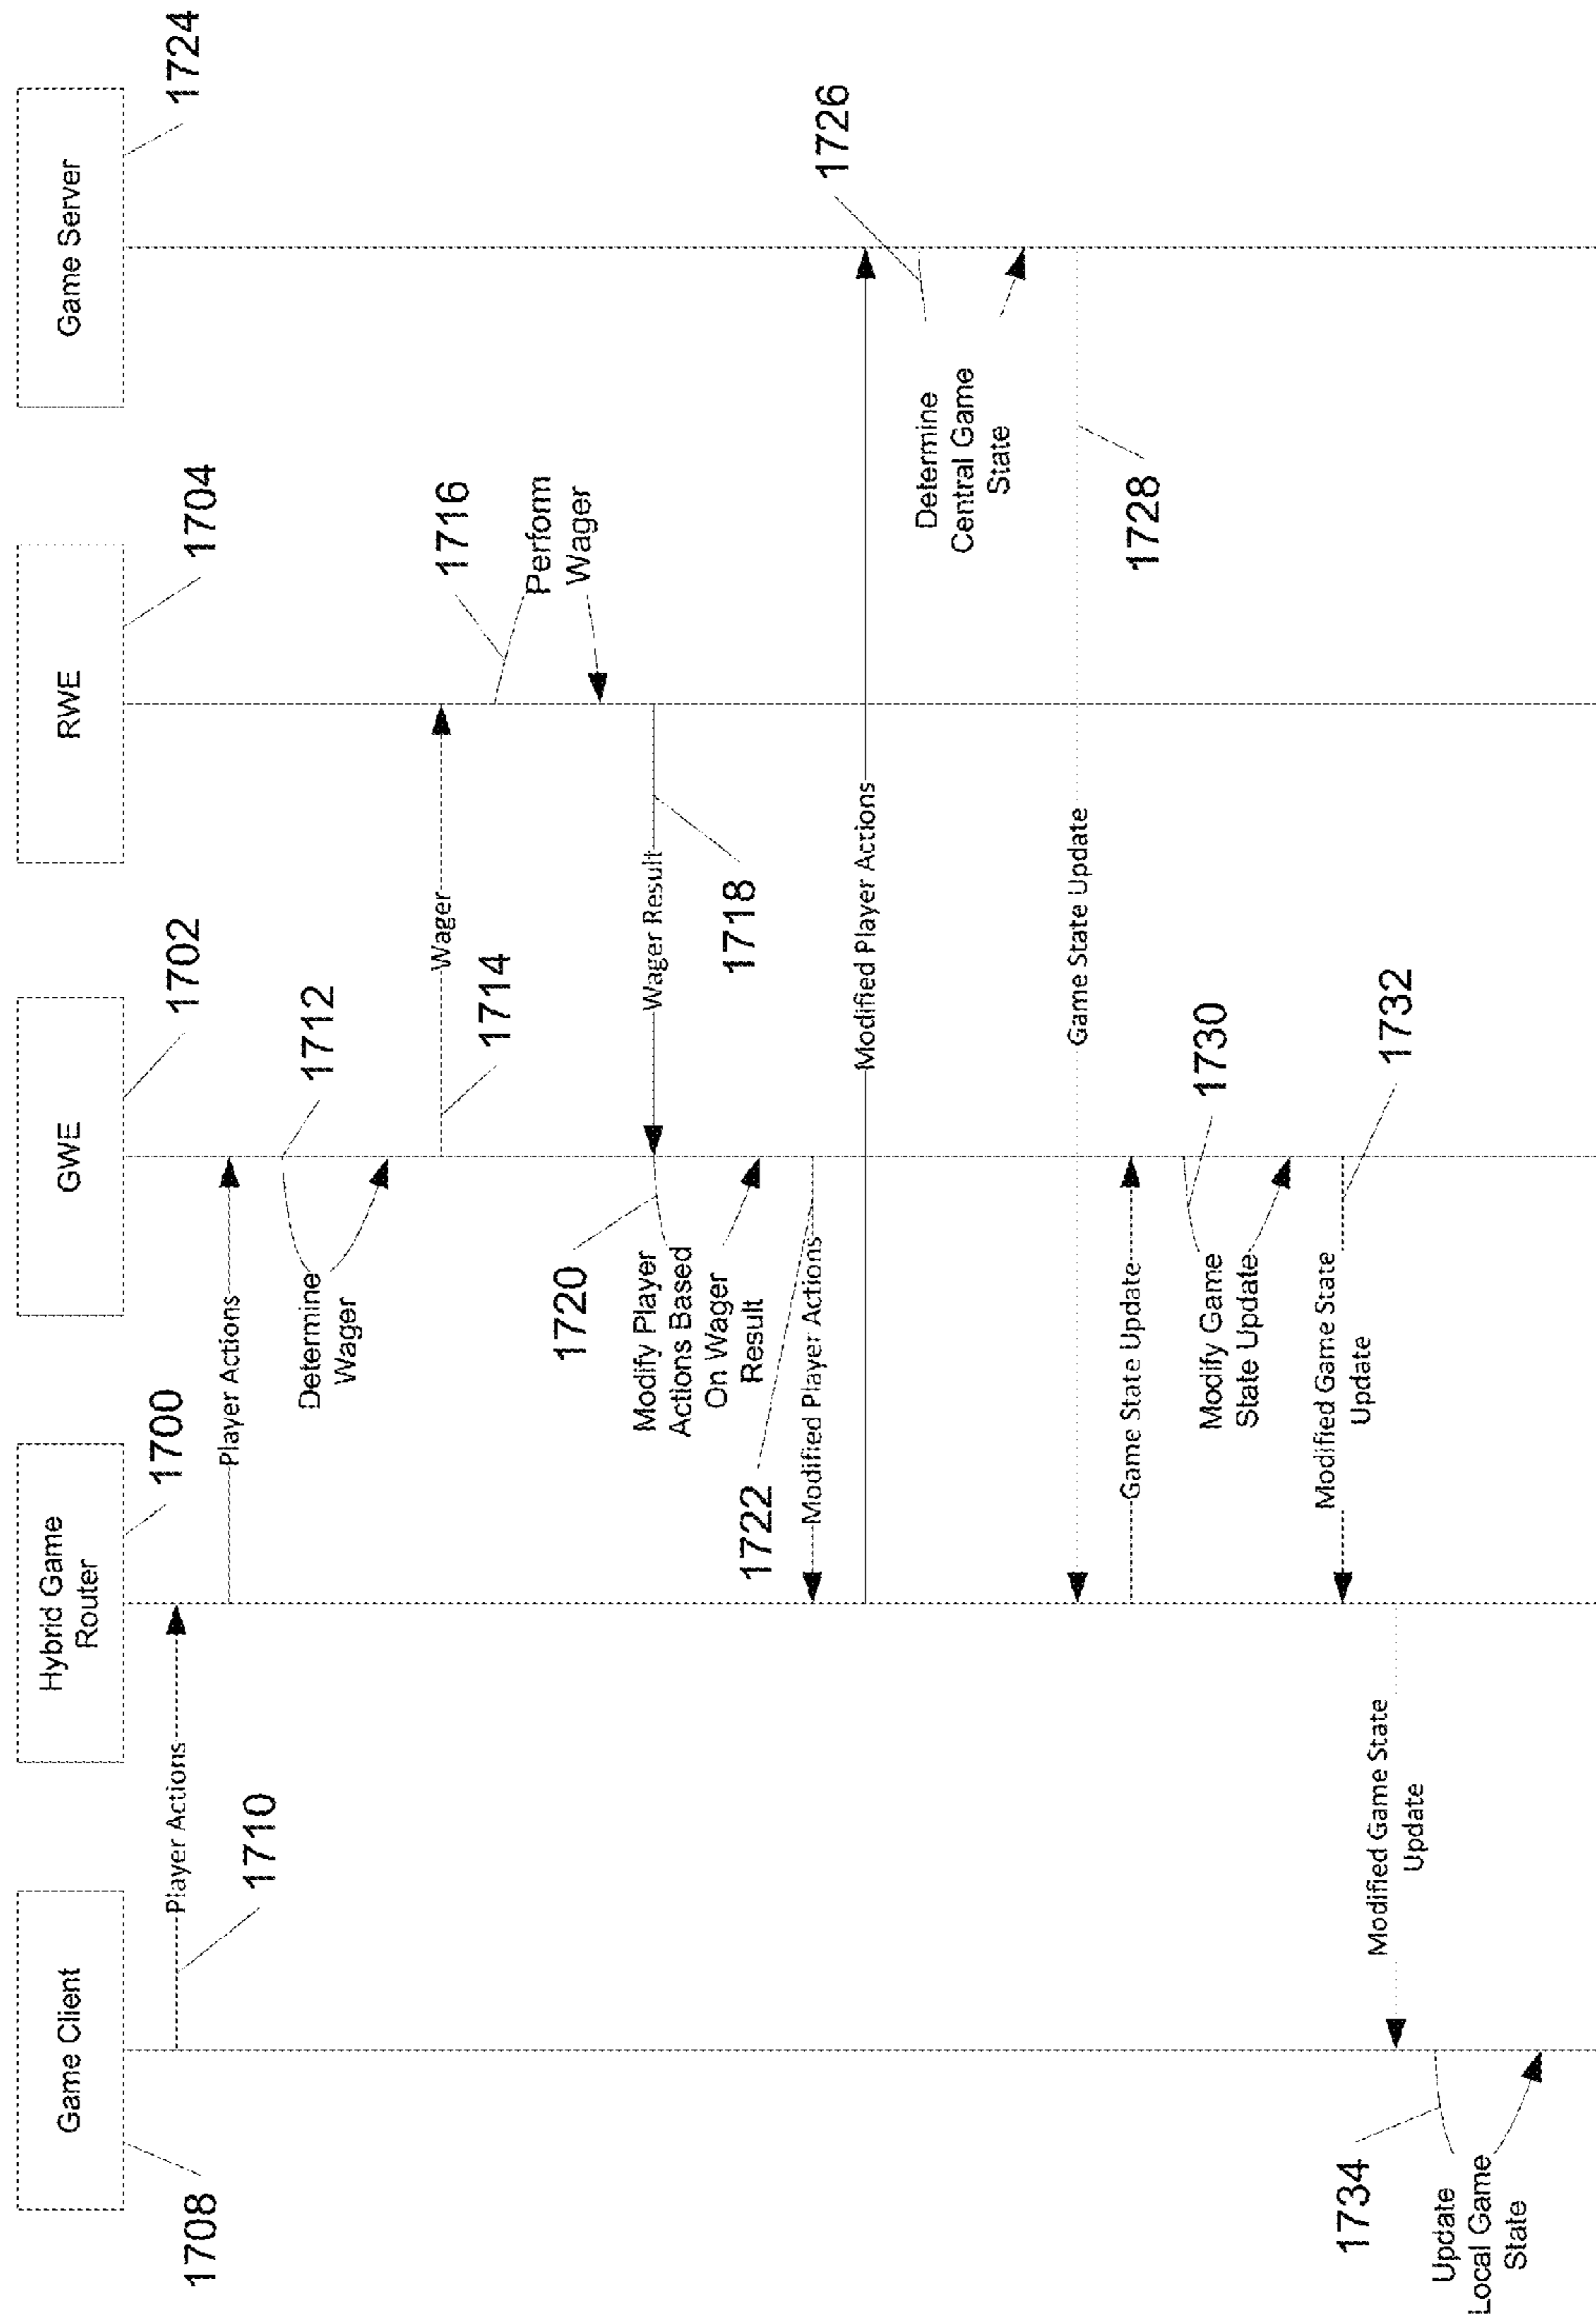 Game Client
1708
Hybrid Game
Router
1700
GWE
1702
RWE
1704
Game Server
1724
Player Actions
1710
Player Actions
Determine
Wager
1712
Wager
1714
1716
Perform
Wager
Wager Result
1718
1720
Modify Player
Actions Based
On Wager
Result
1722
Modified Player Actions
Modified Player Actions
1726
Determine
Central Game
State
Game State Update
1728
Game State Update
Modify Game
State Update
1730
Modified Game State
Update
1732
Modified Game State
Update
1734
Update
Local Game
State